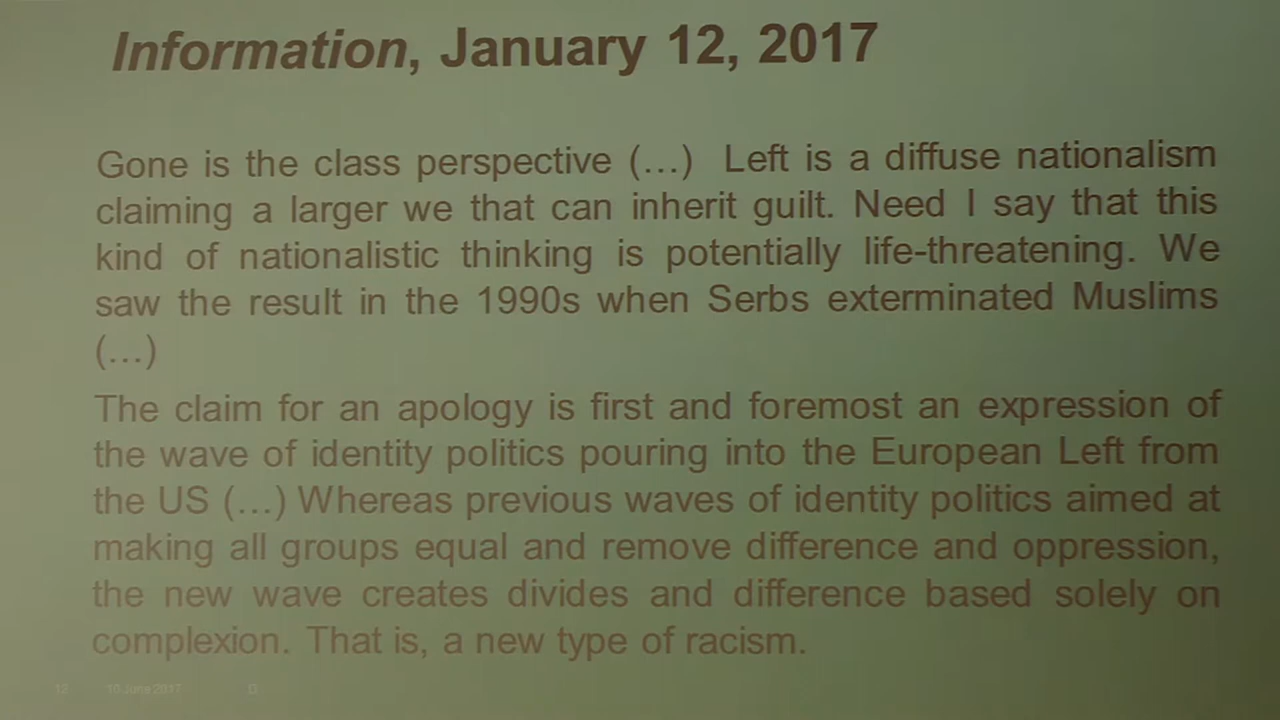 Information, January 12, 2017
Gone is the class perspective (…) Left is a diffuse nationalism
claiming a larger we that can inherit guilt. Need I say that this
kind of nationalistic thinking is potentially life-threatening. We
saw the result in the 1990s when Serbs exterminated Muslims
(…)
The claim for an apology is first and foremost an expression of
the wave of identity politics pouring into the European Left from
the US (…) Whereas previous waves of identity politics aimed at
making all groups equal and remove difference and oppression,
the new wave creates divides and difference based solely on
complexion. That is, a new type of racism.
10 June 2017